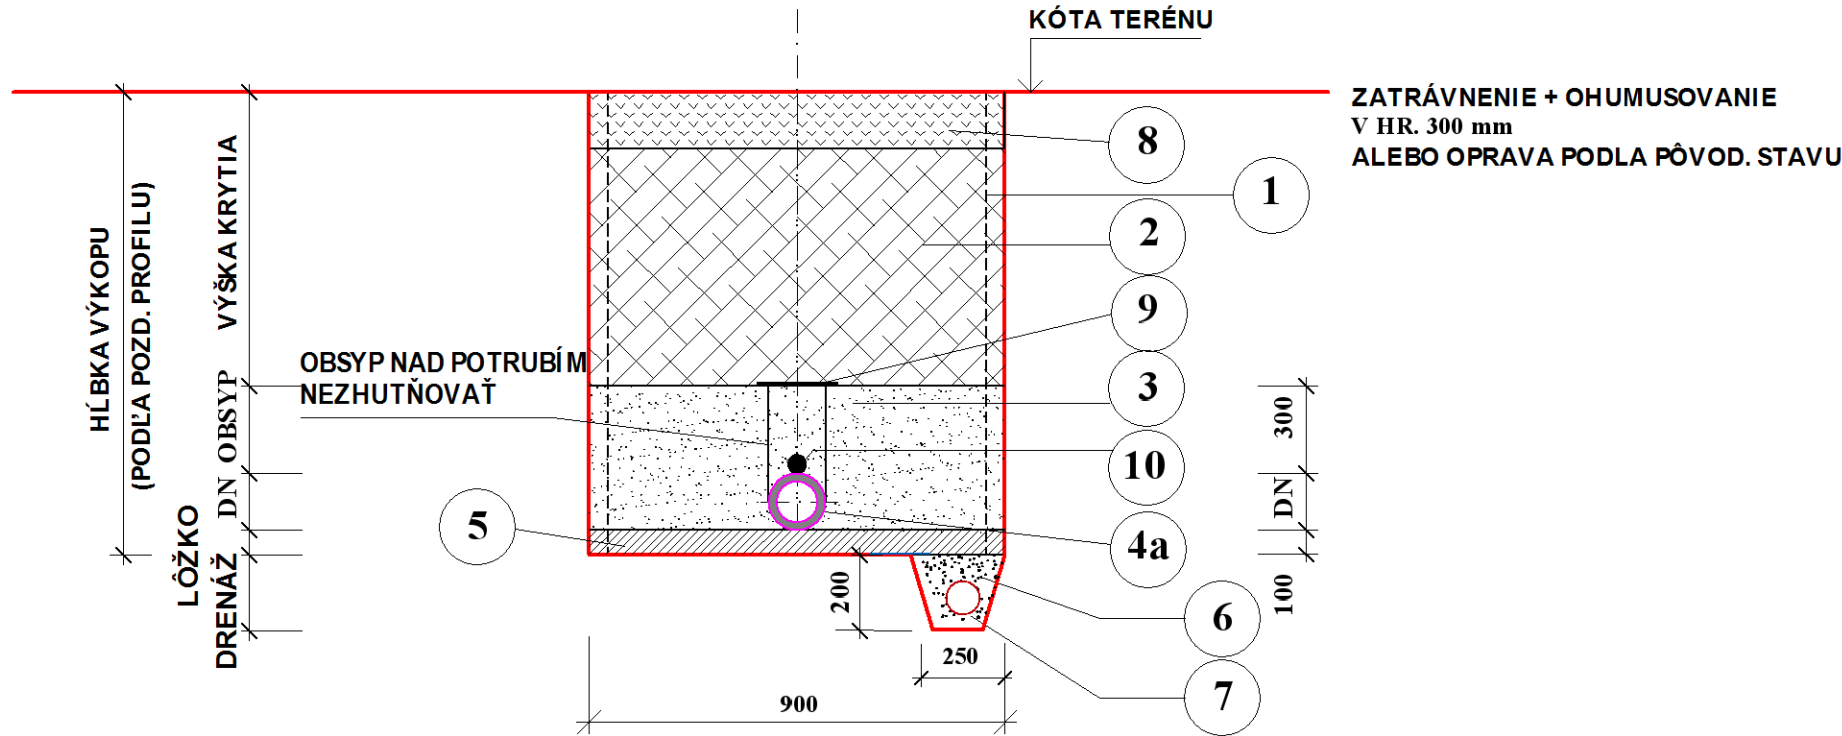 KÓTA TERÉNU
ZATRÁVNENIE + OHUMUSOVANIE
V HR. 300 mm
ALEBO OPRAVA PODLA PÔVOD. STAVU
8
1
2
9
3
10
4a
5
6
7
HĹBKA VÝKOPU
(PODĽA POZD. PROFILU)
VÝŠKA KRYTIA
OBSYP
DN
LÔŽKO
DRENÁŽ
OBSYP NAD POTRUBÍM
NEZHUTŇOVAŤ
300
DN
100
200
250
900